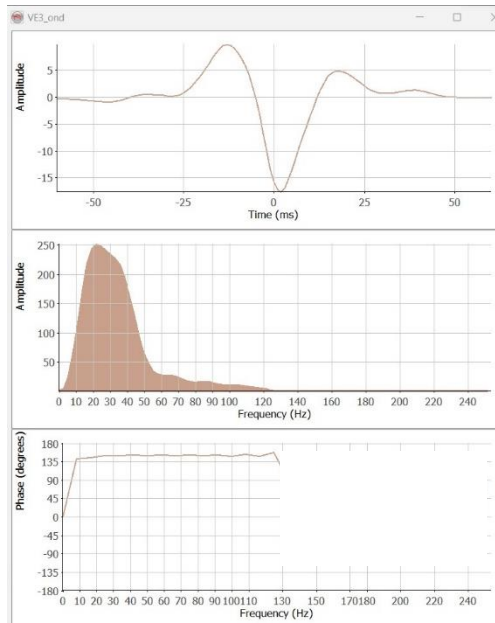 VE3_ond
Amplitude
5
0
-5
-10
-15
-50 -25 0 25 50
Time (ms)
Amplitude
250
200
150
100
50
0 10 20 30 40 50 60 70 80 90 100 120 140 160 180 200 220 240
Frequency (Hz)
Phase (degrees)
180
135
90
45
0
-45
-90
-135
-180
0 10 20 30 40 50 60 70 80 90 100110 130 150 170180 200 220 240
Frequency (Hz)